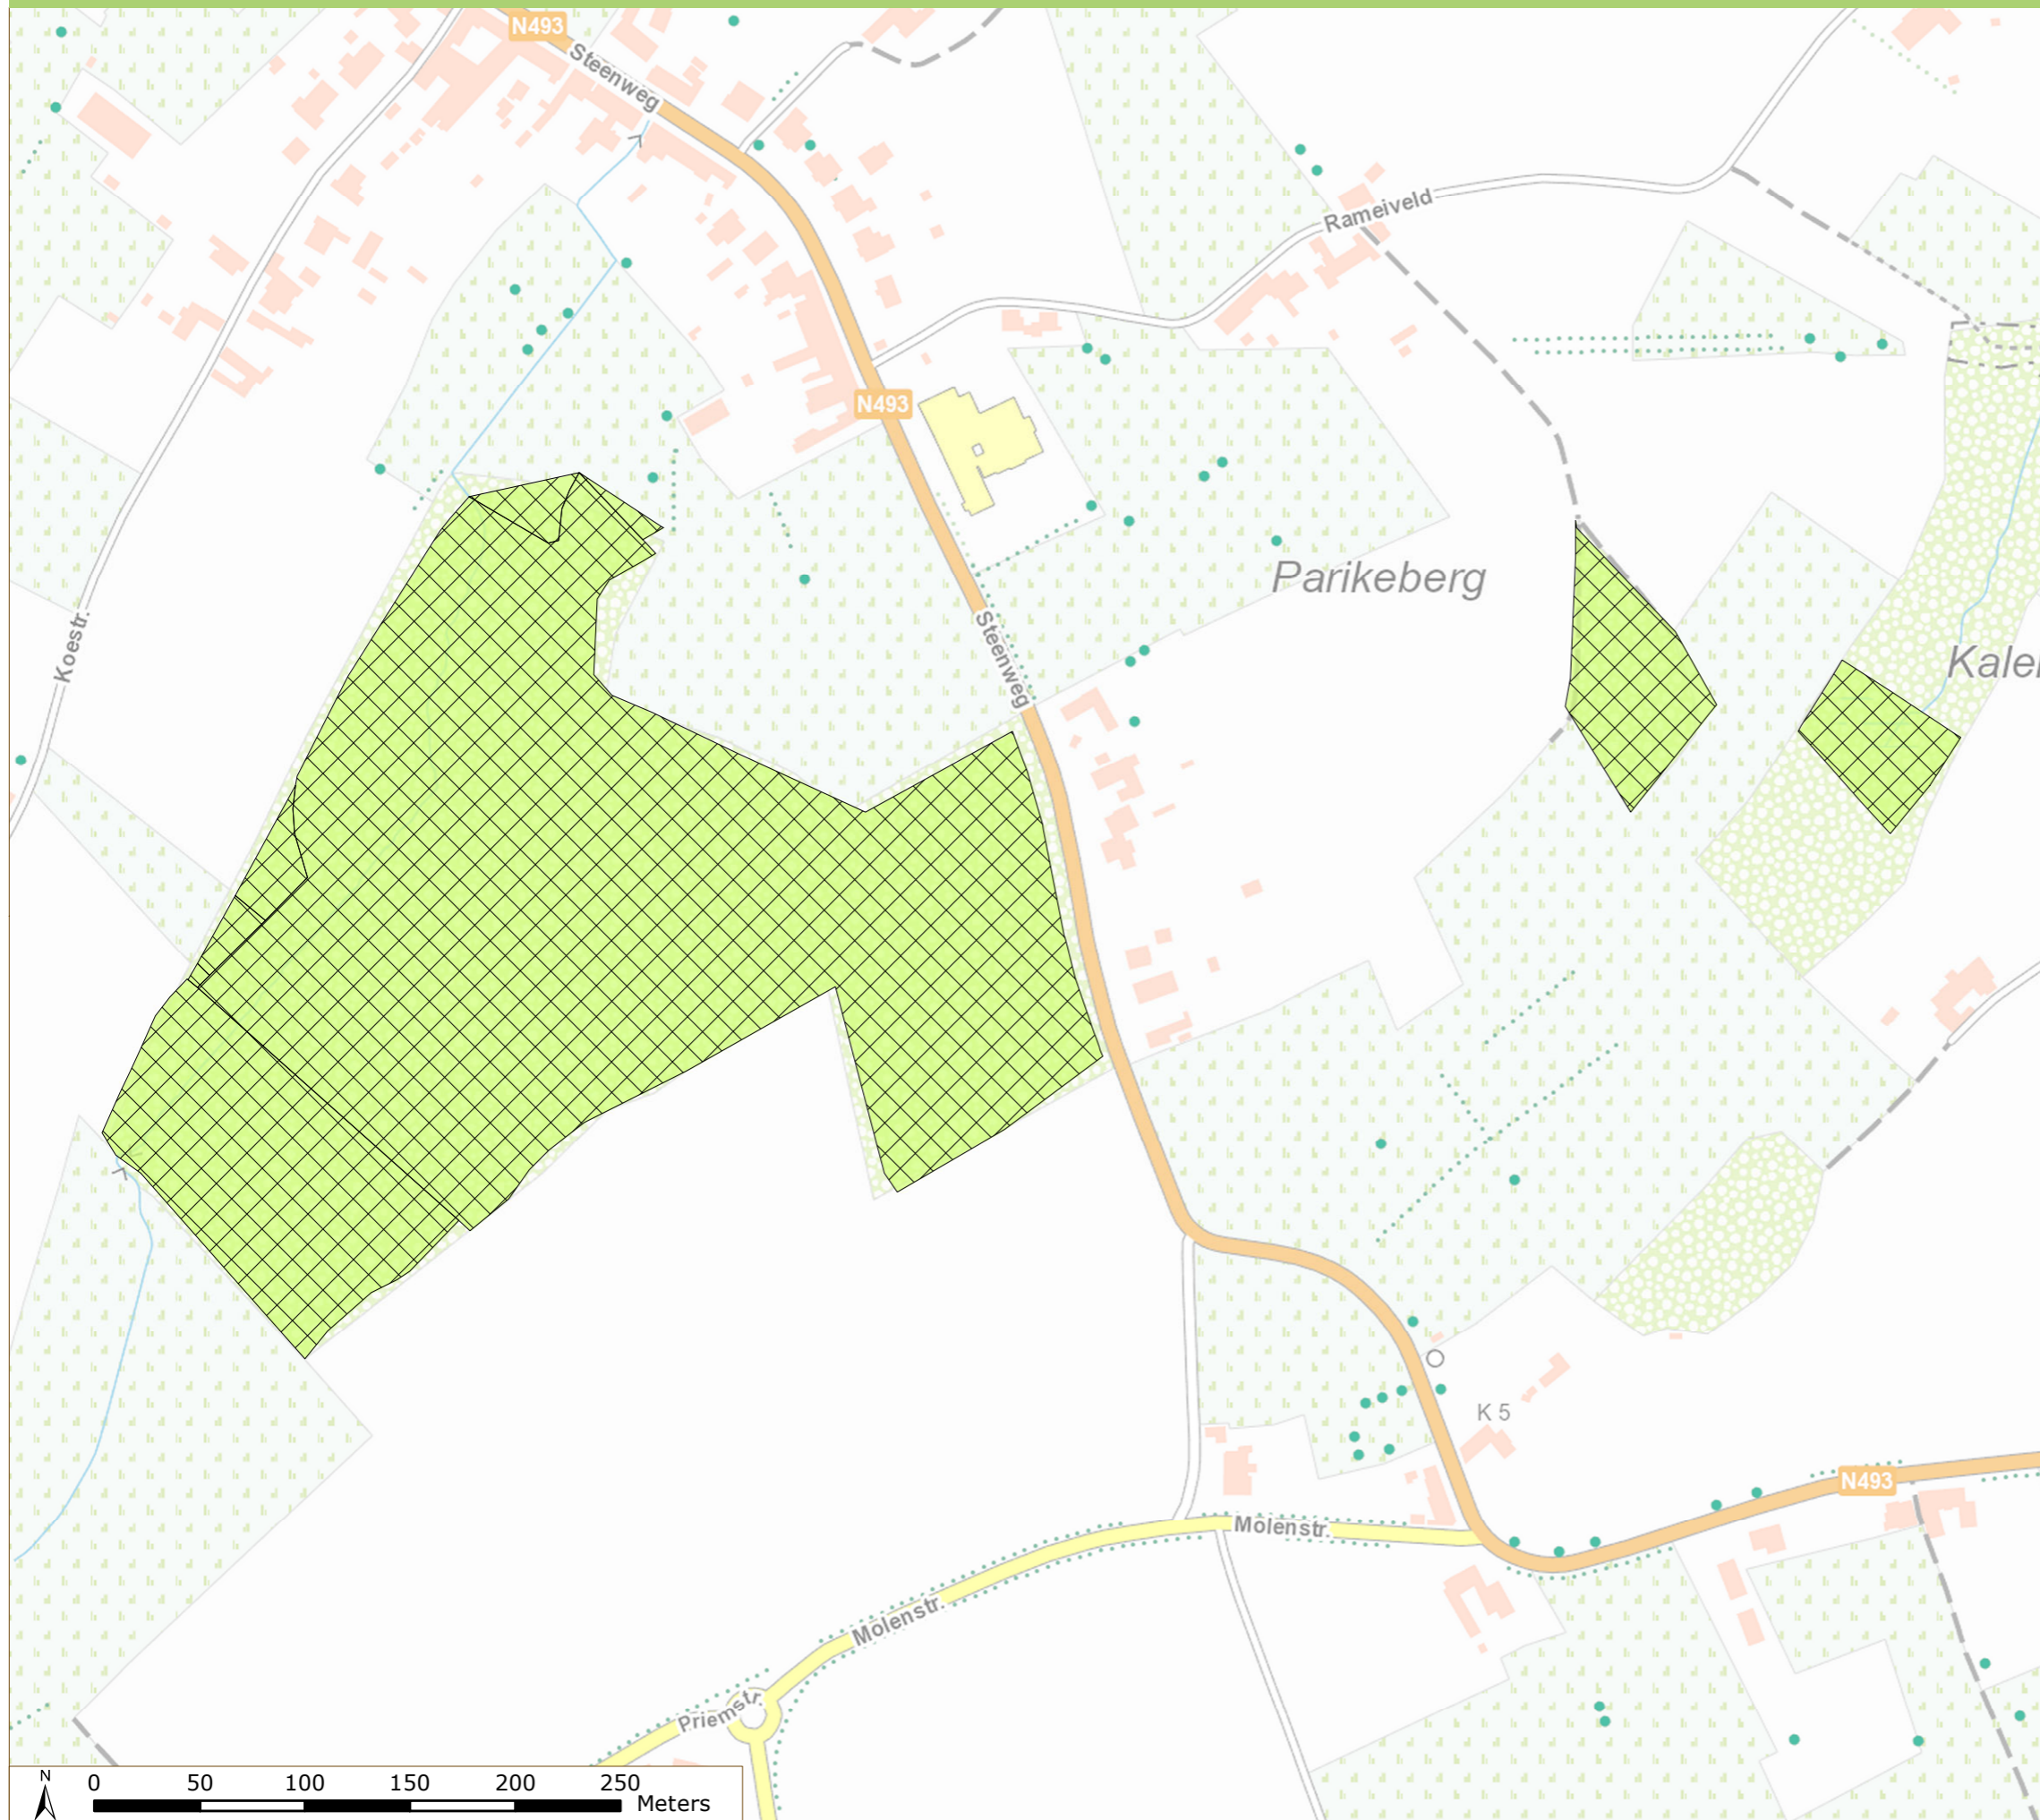 N493
Steenweg
Rameiveld
N493
Parikeberg
Steenweg
Koestr.
Kale
K 5
N493
Molenstr.
Molenstr.
Priemstr.
N
0 50 100 150 200 250
Meters